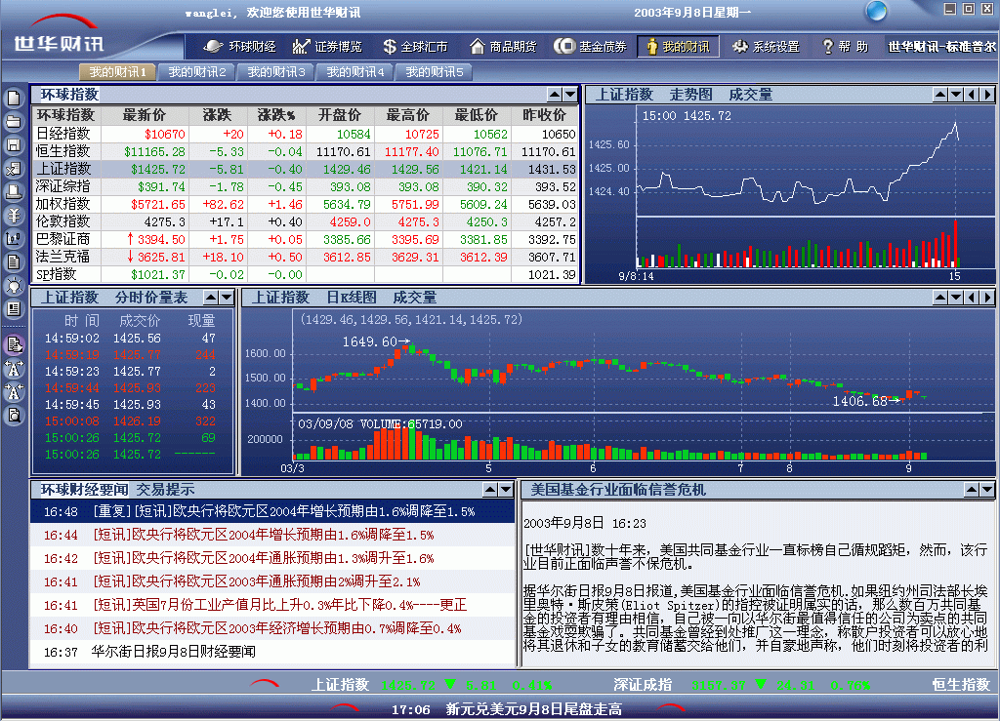 wanglei, 欢迎您使用世华财讯
2003年9月8日星期一
世华财讯
环球财经 证券博览 全球汇市 商品期货 基金债券 我的财讯 系统设置 帮助 世华财讯-标准普尔
我的财讯1 我的财讯2 我的财讯3 我的财讯4 我的财讯5
环球指数
环球指数 最新价 涨跌 涨跌% 开盘价 最高价 最低价 昨收价
日经指数 $10670 +20 +0.18 10584 10725 10562 10650
恒生指数 $11165.28 -5.33 -0.04 11170.61 11177.40 11076.71 11170.61
上证指数 $1425.72 -5.81 -0.40 1429.46 1429.56 1421.14 1431.53
深证综指 $391.74 -1.78 -0.45 393.08 393.08 390.32 393.52
加权指数 $5721.65 +82.62 +1.46 5634.79 5751.99 5609.24 5639.03
伦敦指数 4275.3 +17.1 +0.40 4259.0 4275.3 4250.3 4257.2
巴黎证商 ↑3394.50 +1.75 +0.05 3385.66 3395.69 3381.85 3392.75
法兰克福 ↓3625.81 +18.10 +0.50 3612.85 3629.31 3612.39 3607.71
SP指数 $1021.37 -0.02 -0.00 1021.39
上证指数 走势图 成交量
15:00 1425.72
1425.60
1425.00
1424.40
9/8:14 15
上证指数 分时价量表
时间 成交价 现量
14:59:02 1425.56 47
14:59:19 1425.77 244
14:59:23 1425.77 2
14:59:44 1425.93 223
14:59:45 1425.93 43
15:00:08 1426.19 322
15:00:26 1425.72 69
15:00:26 1425.72 ------
上证指数 日K线图 成交量
(1429.46,1429.56,1421.14,1425.72)
1649.60→
1600.00
1500.00
1400.00
1406.68→
03/09/08 VOLUME:65719.00
200000
03/3 5 6 7 8 9
环球财经要闻 交易提示
16:48 [重复][短讯]欧央行将欧元区2004年增长预期由1.6%调降至1.5%
16:44 [短讯]欧央行将欧元区2004年增长预期由1.6%调降至1.5%
16:42 [短讯]欧央行将欧元区2004年通胀预期由1.3%调升至1.6%
16:41 [短讯]欧央行将欧元区2003年通胀预期由2%调升至2.1%
16:41 [短讯]英国7月份工业产值月比上升0.3%年比下降0.4%----更正
16:40 [短讯]欧央行将欧元区2003年经济增长预期由0.7%调降至0.4%
16:37 华尔街日报9月8日财经要闻
美国基金行业面临信誉危机
2003年9月8日 16:23
[世华财讯]数十年来，美国共同基金行业一直标榜自己循规蹈矩，然而，该行
业目前正面临声誉不保危机。
据华尔街日报9月8日报道,美国基金行业面临信誉危机.如果纽约州司法部长埃
里奥特·斯皮策(Eliot Spitzer)的指控被证明属实的话，那么数百万共同基
金的投资者有理由相信，自己被一向以华尔街最值得信任的公司为卖点的共同
基金戏耍欺骗了。共同基金曾经到处推广这一理念，称散户投资者可以放心地
将其退休和子女的教育储蓄交给他们，并自豪地声称，他们时刻将投资者的利
上证指数 1425.72 ▼ 5.81 0.41% 深证成指 ▼ 0.76% 恒生指数
17:06 新元兑美元9月8日尾盘走高